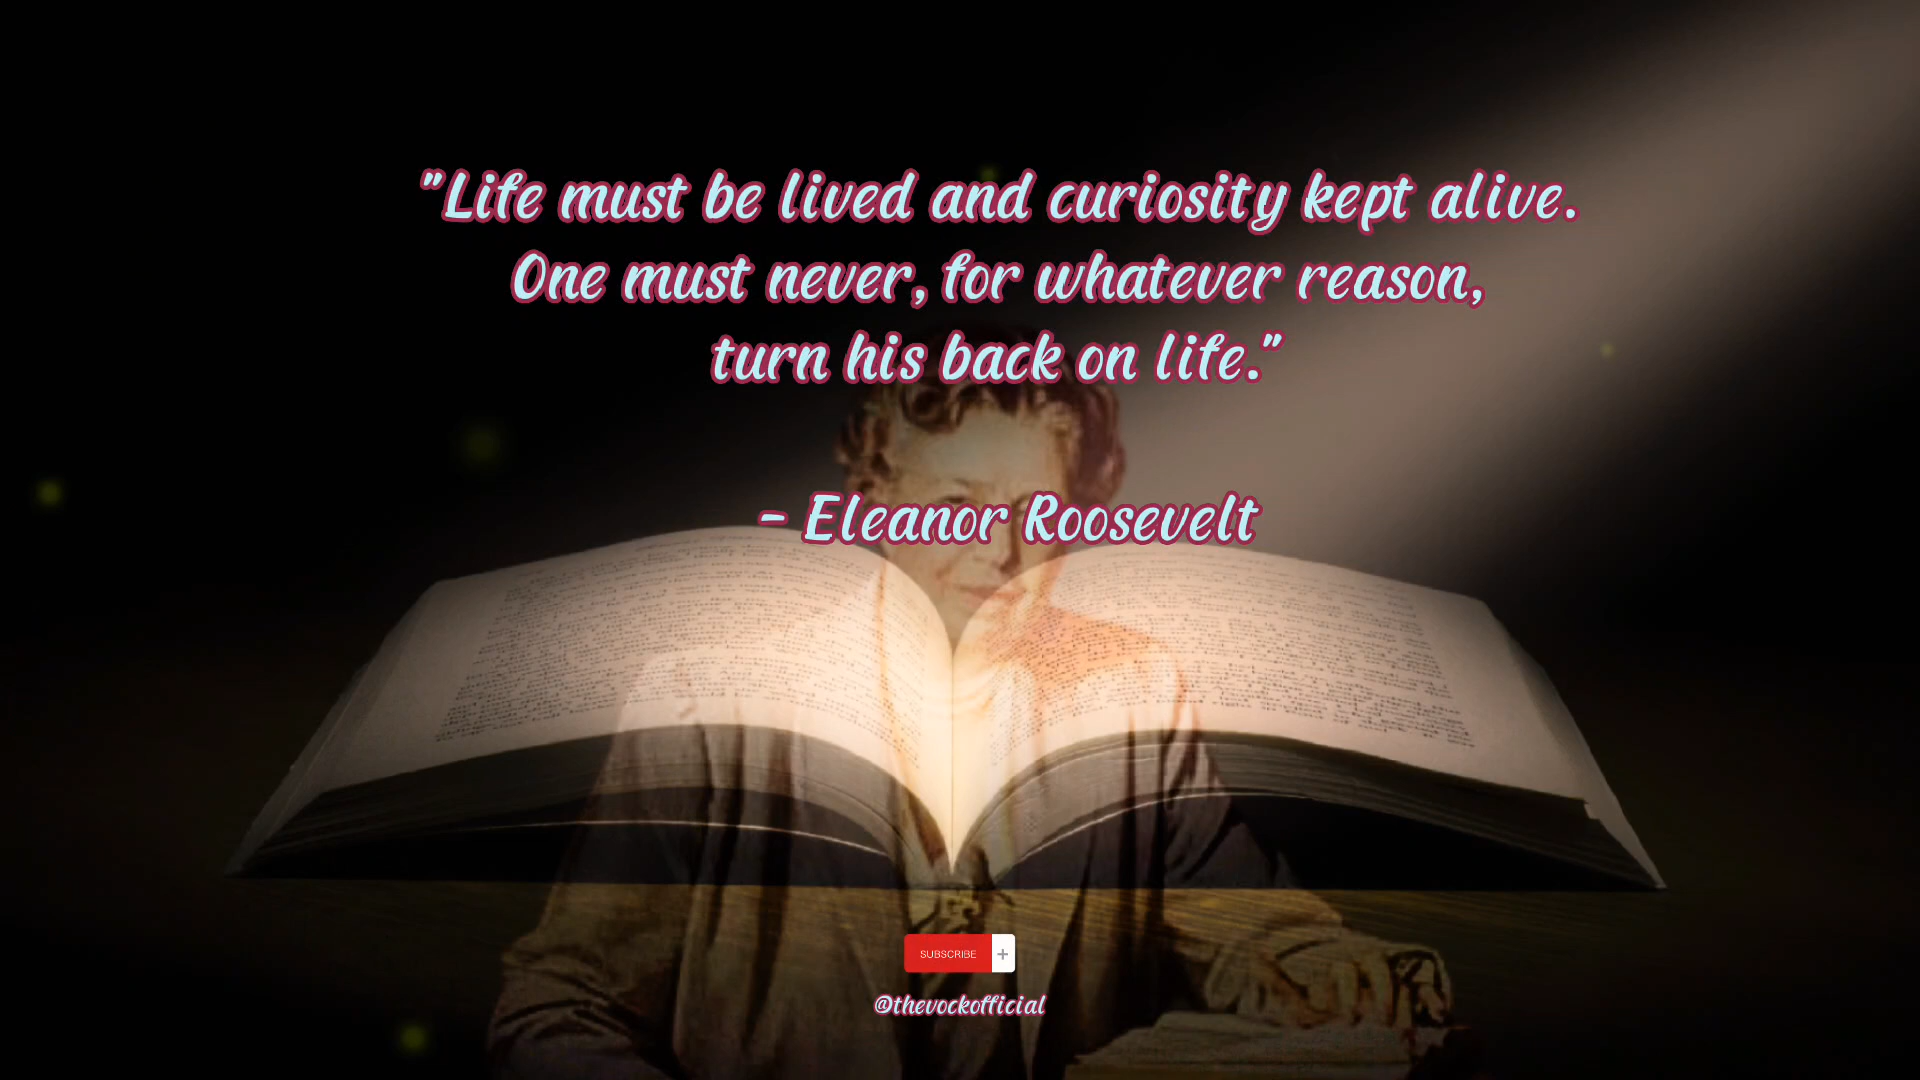 "Life must be lived and curiosity kept alive.
One must never, for whatever reason,
turn his back on life."
- Eleanor Roosevelt
SUBSCRIBE +
@thevockofficial